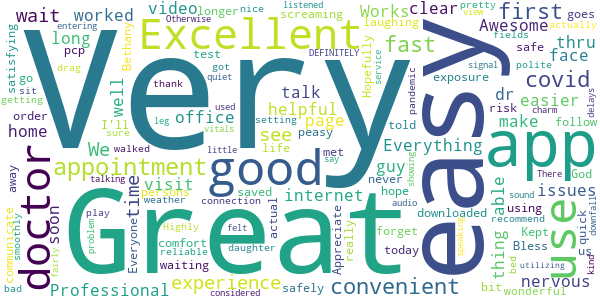 Very
Great
easy
app
good
Excellent
doctor
use
appointment
covid
convenient
experience
first
fast
Everything
office
Professional
internet
helpful
nervous
visit
time
see
talk
page
make
easier
issues
able
thing
guy
dr
thru
face
clear
Works
Awesome
video
worked
wait
long
well
home
We
soon
I'll
test
longer
nice
listened
entering
Otherwise
screaming
laughing
DEFINITELY
Hopefully
service
pcp
goes
pretty
actually
view
safe
fields
signal
polite
exposure
quiet
got
thank
used
setting
peasy
order
go
sit
satisfying
getting
drag
sure
Bethany
leg
vitals
walked
little
life
met
told
pandemic
risk
charm
follow
delays
say
never
hope
audio
downloaded
using
recommend
There
God
Bless
us
quick
Kept
sound
downfall
kind
bed
bit
wonderful
utilizing
speaking
showing
today
forget
really
Appreciate
actual
saved
connection
persons
weather
talking
away
play
problem
Everyone
communicate
smoothly
bad
fairly
Highly
comfort
reliable
waiting
felt
daughter
considered
safely